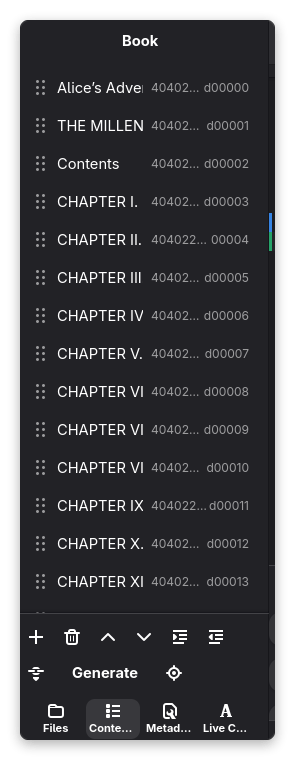 Book
Alice’s Adve 40402… d00000
THE MILLEN 40402… d00001
Contents 40402… d00002
CHAPTER I. 40402… d00003
CHAPTER II. 404022… 00004
CHAPTER III 40402… d00005
CHAPTER IV 40402… d00006
CHAPTER V. 40402… d00007
CHAPTER VI 40402… d00008
CHAPTER VI 40402… d00009
CHAPTER VI 40402… d00010
CHAPTER IX 404022… d00011
CHAPTER X. 40402… d00012
CHAPTER XI 40402… d00013
Generate
Files Conte… Metad… Live C…